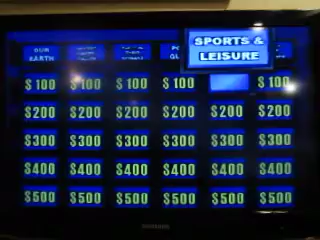 SPORTS &
LEISURE
OUR
EARTH
$100 $100 $100 $100 $100
$200 $200 $200 $200 $200 $200
$300 $300 $300 $300 $300 $300
$400 $400 $400 $400 $400 $400
$500 $500 $500 $500 $500 $500
SAMSUNG